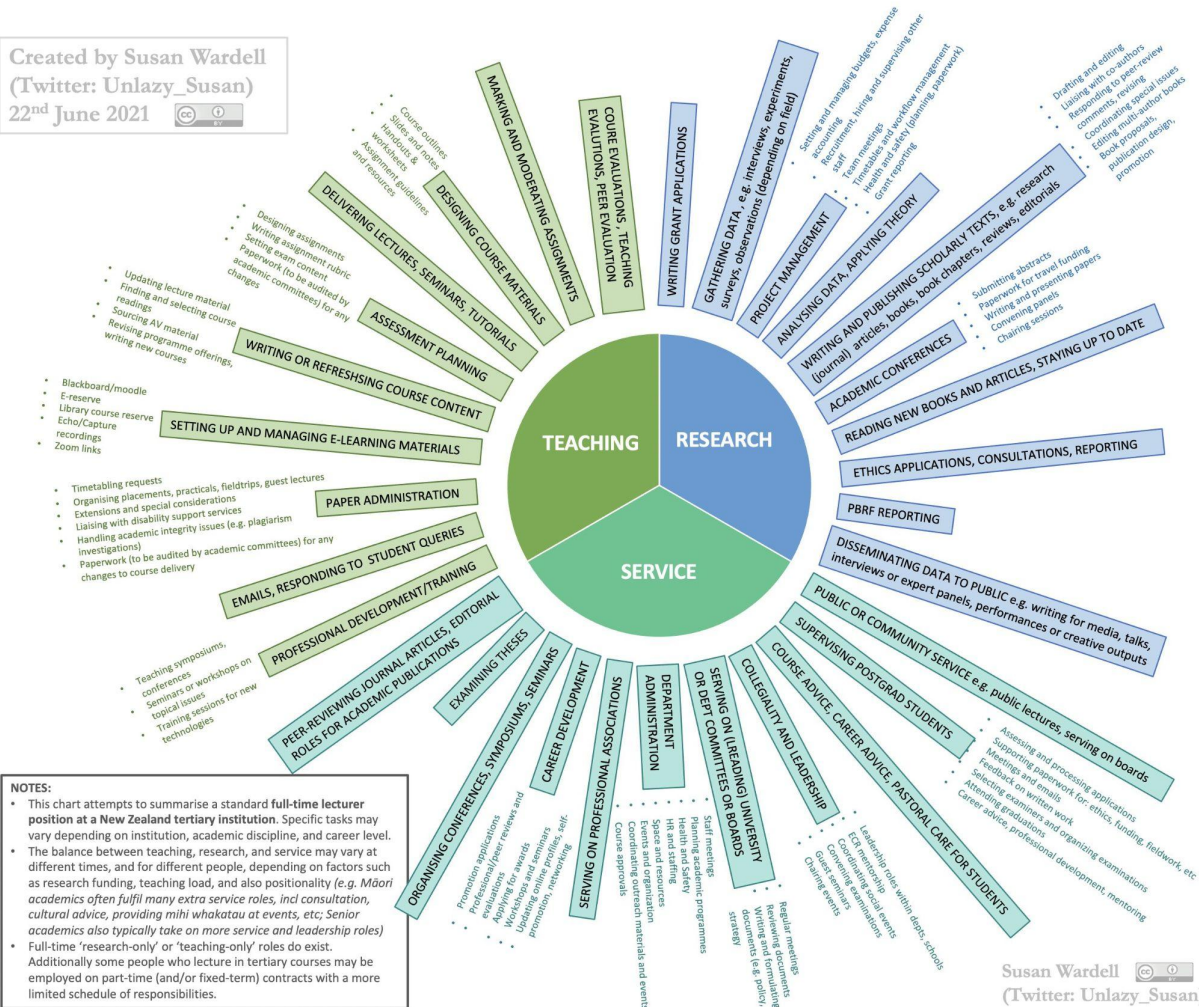 Created by Susan Wardell
(Twitter: Unlazy_Susan)
22nd June 2021
cc
BY
TEACHING
RESEARCH
SERVICE
COURE EVALUATIONS , TEACHING
EVALUTIONS, PEER EVALUATION
MARKING AND MODERATING ASSIGNMENTS
DESIGNING COURSE MATERIALS
• Course outlines
• Slides and notes
• Handouts &
worksheets
• Assignment guidelines
and resources
DELIVERING LECTURES, SEMINARS, TUTORIALS
ASSESSMENT PLANNING
• Designing assignments
• Writing assignment rubric
• Setting exam content
• Paperwork (to be audited by
academic committees) for any
changes
WRITING OR REFRESHSING COURSE CONTENT
• Updating lecture material
• Finding and selecting course
readings
• Sourcing AV material
• Revising programme offerings,
writing new courses
SETTING UP AND MANAGING E-LEARNING MATERIALS
• Blackboard/moodle
• E-reserve
• Library course reserve
• Echo/Capture
recordings
• Zoom links
PAPER ADMINISTRATION
• Timetabling requests
• Organising placements, practicals, fieldtrips, guest lectures
• Extensions and special considerations
• Liaising with disability support services
• Handling academic integrity issues (e.g. plagiarism
investigations)
• Paperwork (to be audited by academic committees) for any
changes to course delivery
EMAILS, RESPONDING TO STUDENT QUERIES
PROFESSIONAL DEVELOPMENT/TRAINING
• Teaching symposiums,
conferences
• Seminars or workshops on
topical issues
• Training sessions for new
technologies
WRITING GRANT APPLICATIONS
GATHERING DATA , e.g. interviews, experiments,
surveys, observations (depending on field)
PROJECT MANAGEMENT
• Setting and managing budgets, expense
accounting
• Recruitment, hiring and supervising other
staff
• Team meetings
• Timetables and workflow management
• Health and safety (planning, paperwork)
• Grant reporting
ANALYSING DATA, APPLYING THEORY
WRITING AND PUBLISHING SCHOLARLY TEXTS, e.g. research
(journal) articles, books, book chapters, reviews, editorials
• Drafting and editing
• Liaising with co-authors
• Responding to peer-review
comments, revising
• Coordinating special issues
• Editing multi-author books
• Book proposals,
publication design,
promotion
ACADEMIC CONFERENCES
• Submitting abstracts
• Paperwork for travel funding
• Writing and presenting papers
• Convening panels
• Chairing sessions
READING NEW BOOKS AND ARTICLES, STAYING UP TO DATE
ETHICS APPLICATIONS, CONSULTATIONS, REPORTING
PBRF REPORTING
DISSEMINATING DATA TO PUBLIC e.g. writing for media, talks,
interviews or expert panels, performances or creative outputs
PUBLIC OR COMMUNITY SERVICE e.g. public lectures, serving on boards
SUPERVISING POSTGRAD STUDENTS
• Assessing and processing applications
• Supporting paperwork for: ethics, funding, fieldwork, etc
• Meetings and emails
• Feedback on written work
• Selecting examiners and organizing examinations
• Attending graduations
• Career advice, professional development, mentoring
COURSE ADVICE, CAREER ADVICE, PASTORAL CARE FOR STUDENTS
COLLEGIALITY AND LEADERSHIP
• Leadership roles within depts, schools
• ECR mentorship
• Coordinating social events
• Convening examinations
• Guest seminars
• Chairing events
SERVING ON (LREADING) UNIVERSITY
OR DEPT COMMITTEES OR BOARDS
• Regular meetings
• Reviewing documents
• Writing and formulating
documents (e.g. policy,
strategy
DEPARTMENT
ADMINISTRATION
• Staff meetings
• Planning academic programmes
• Health and Safety
• HR and staffing
• Space and resources
• Events and organization
• Coordinating outreach materials and events
• Course approvals
SERVING ON PROFESSIONAL ASSOCIATIONS
CAREER DEVELOPMENT
• Promotion applications
• Professional/peer reviews and
evaluations
• Applying for awards
• Workshops and seminars
• Updating online profiles, self-
promotion, networking
ORGANISING CONFERENCES, SYMPOSIUMS, SEMINARS
EXAMINING THESES
PEER-REVIEWING JOURNAL ARTICLES, EDITORIAL
ROLES FOR ACADEMIC PUBLICATIONS
NOTES:
• This chart attempts to summarise a standard full-time lecturer
position at a New Zealand tertiary institution. Specific tasks may
vary depending on institution, academic discipline, and career level.
• The balance between teaching, research, and service may vary at
different times, and for different people, depending on factors such
as research funding, teaching load, and also positionality (e.g. Māori
academics often fulfil many extra service roles, incl consultation,
cultural advice, providing mihi whakatau at events, etc; Senior
academics also typically take on more service and leadership roles)
• Full-time ‘research-only’ or ‘teaching-only’ roles do exist.
Additionally some people who lecture in tertiary courses may be
employed on part-time (and/or fixed-term) contracts with a more
limited schedule of responsibilities.
Susan Wardell
cc
BY
(Twitter: Unlazy_Susan